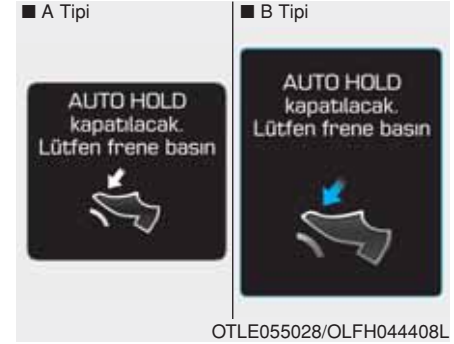 ■ A Tipi
AUTO HOLD
kapatılacak.
Lütfen frene basın
■ B Tipi
AUTO HOLD
kapatılacak.
Lütfen frene basın
OTLE055028/OLFH044408L